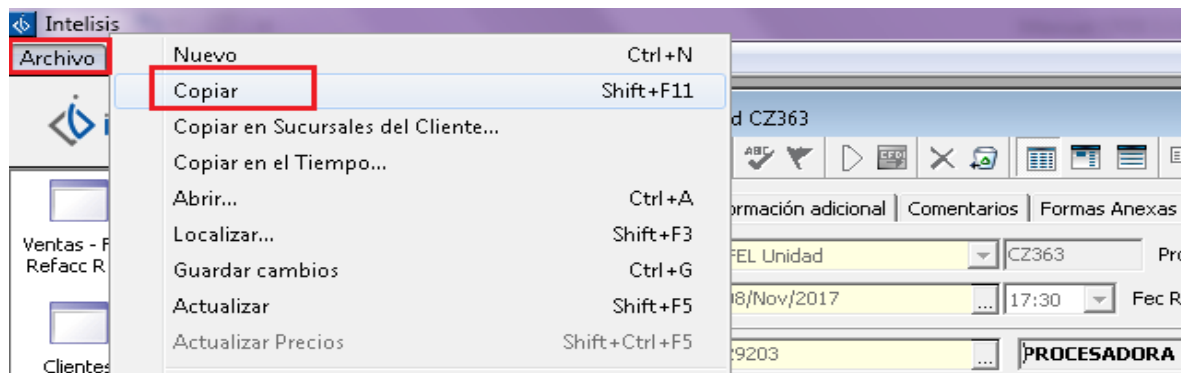 Intelisis
Archivo
Nuevo Ctrl+N
Copiar Shift+F11
Copiar en Sucursales del Cliente...
Copiar en el Tiempo...
Abrir... Ctrl+A
Localizar... Shift+F3
Guardar cambios Ctrl+G
Actualizar Shift+F5
Actualizar Precios Shift+Ctrl+F5
d CZ363
ABC
ormación adicional Comentarios Formas Anexas
FEL Unidad CZ363 Pro
08/Nov/2017 ... 17:30 Fec R
29203 ... PROCESADORA
Ventas - F
Refacc R
Clientes